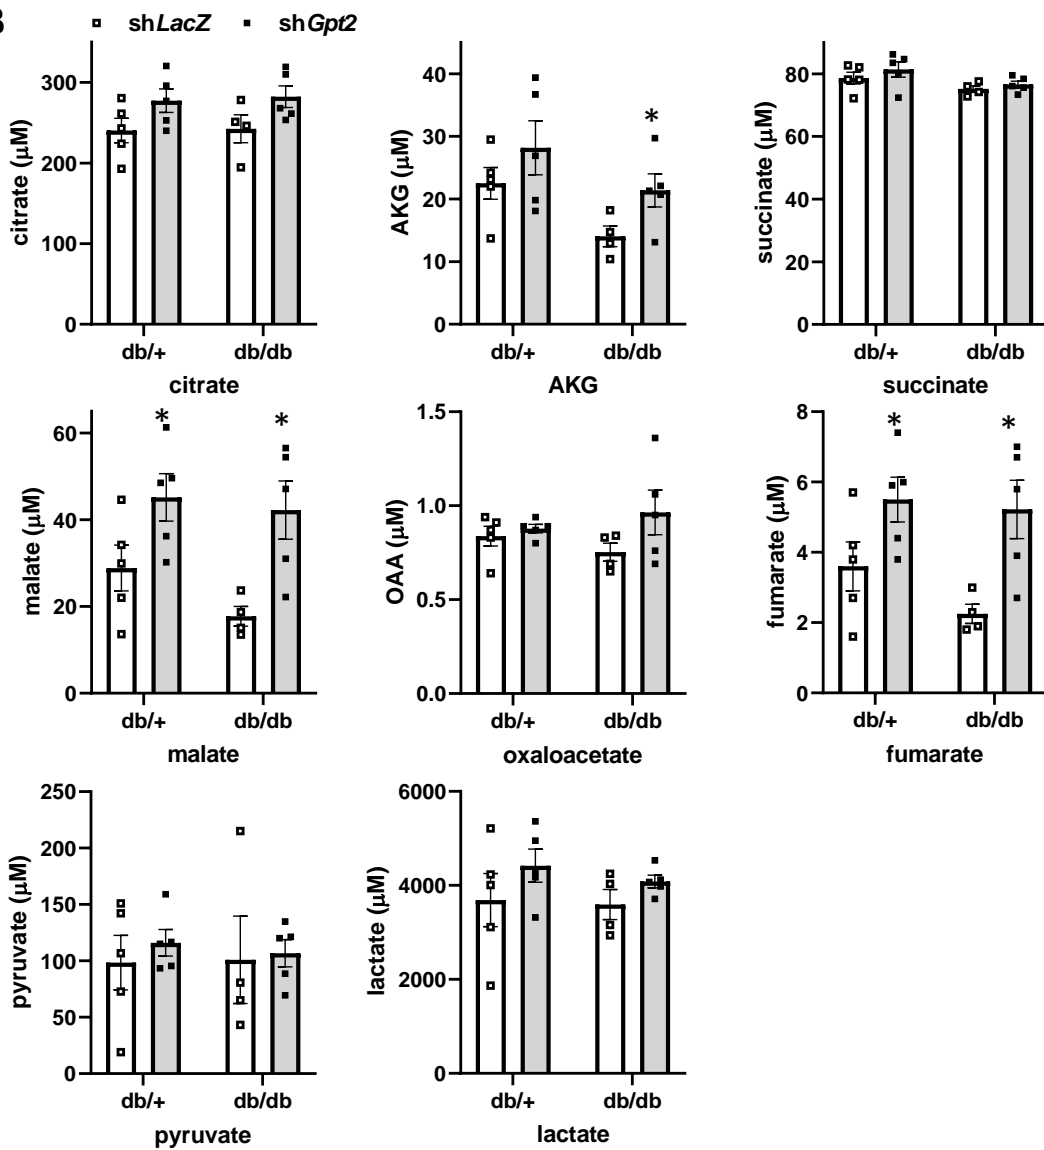 B
shLacZ shGpt2
citrate (μM)
300
200
100
0
db/+ db/db
citrate
AKG (μM)
40
30
20
10
0
*
db/+ db/db
AKG
succinate (μM)
80
60
40
20
0
db/+ db/db
succinate
malate (μM)
60
40
20
0
* *
db/+ db/db
malate
OAA (μM)
1.5
1.0
0.5
0.0
db/+ db/db
oxaloacetate
fumarate (μM)
8
6
4
2
0
* *
db/+ db/db
fumarate
pyruvate (μM)
250
200
150
100
50
0
db/+ db/db
pyruvate
lactate (μM)
6000
4000
2000
0
db/+ db/db
lactate